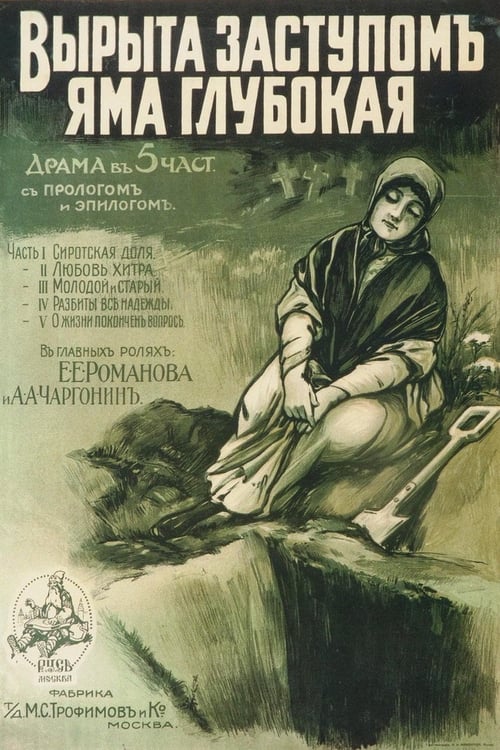 Вырыта заступомъ
яма глубокая
Драма въ 5 част.
съ прологомъ
и эпилогомъ.
Часть I Сиротская доля.
- II Любовь хитра.
- III Молодой и старый.
- IV Разбиты всѣ надежды.
- V О жизни поконченъ вопросъ.
Въ главныхъ роляхъ:
Е.Е.Романова
и А.А.Чаргонинъ.
Русь
Москва
Фабрика
Т/д. М.С.Трофимовъ и Ко
Москва.